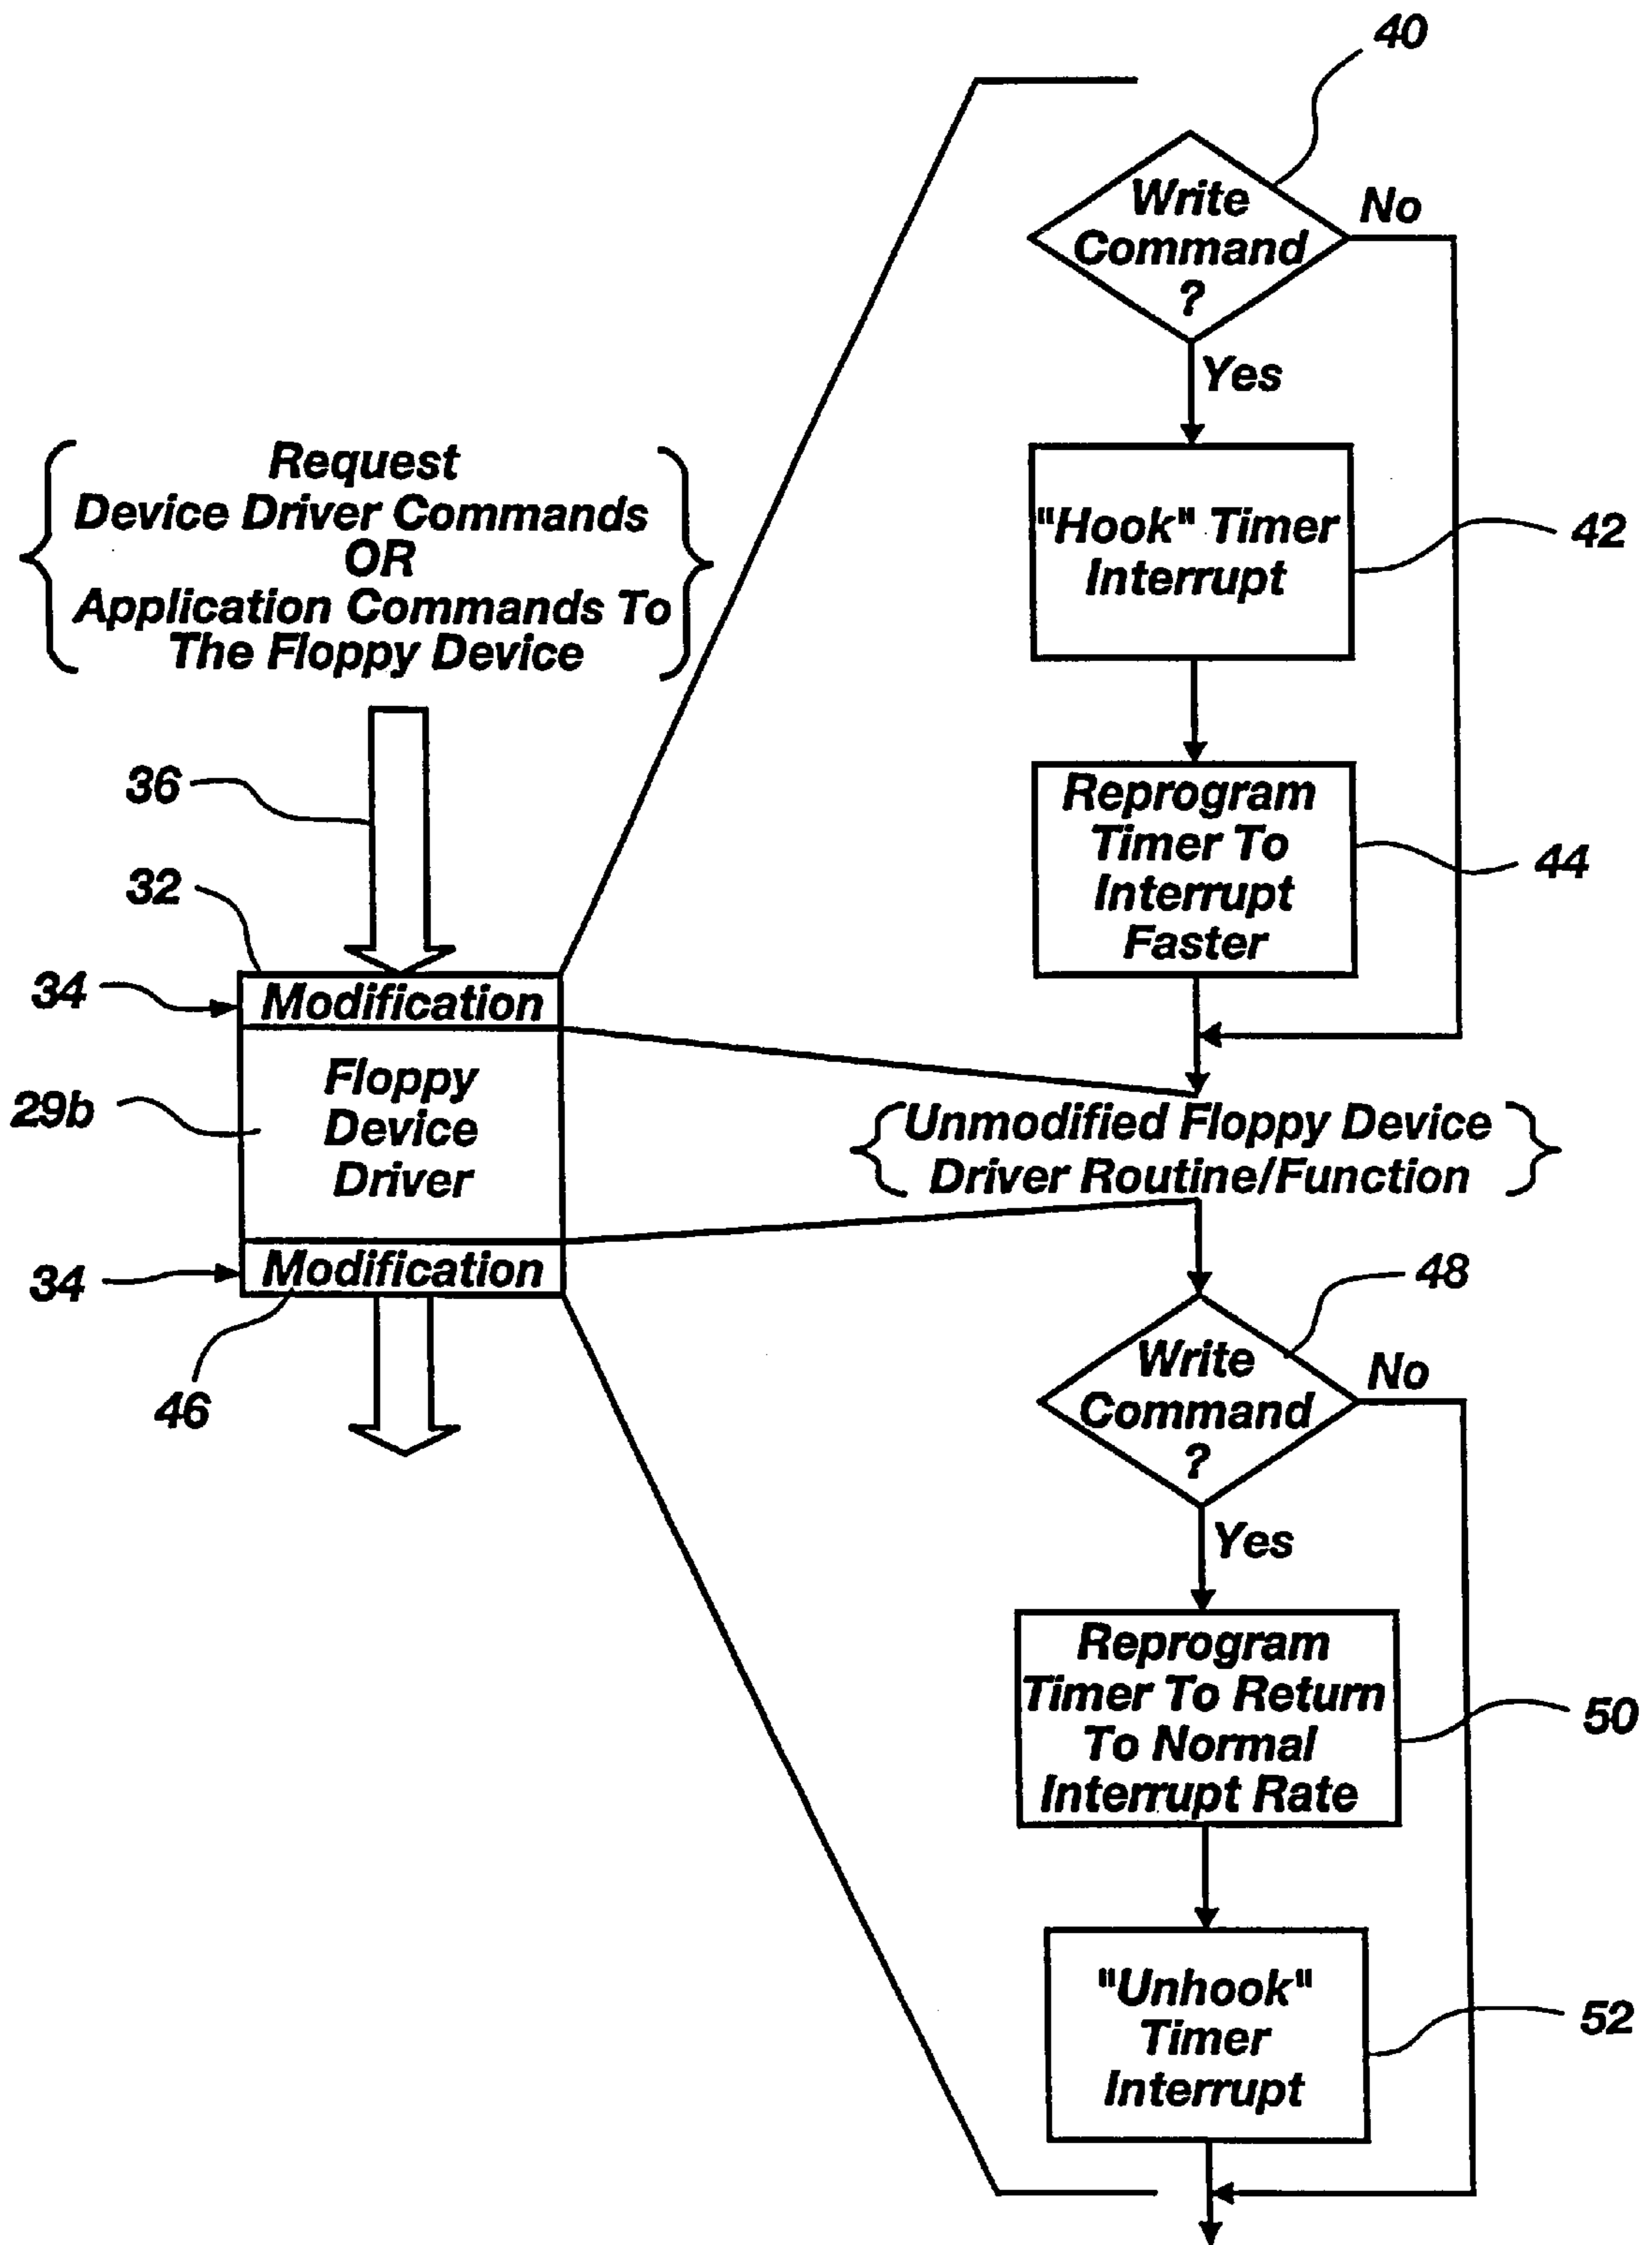 40
Write
Command
?
No
Yes
"Hook" Timer
Interrupt
42
Reprogram
Timer To
Interrupt
Faster
44
Request
Device Driver Commands
OR
Application Commands To
The Floppy Device
36
32
34
Modification
29b
Floppy
Device
Driver
34
Modification
46
Unmodified Floppy Device
Driver Routine/Function
48
Write
Command
?
No
Yes
Reprogram
Timer To Return
To Normal
Interrupt Rate
50
"Unhook"
Timer
Interrupt
52